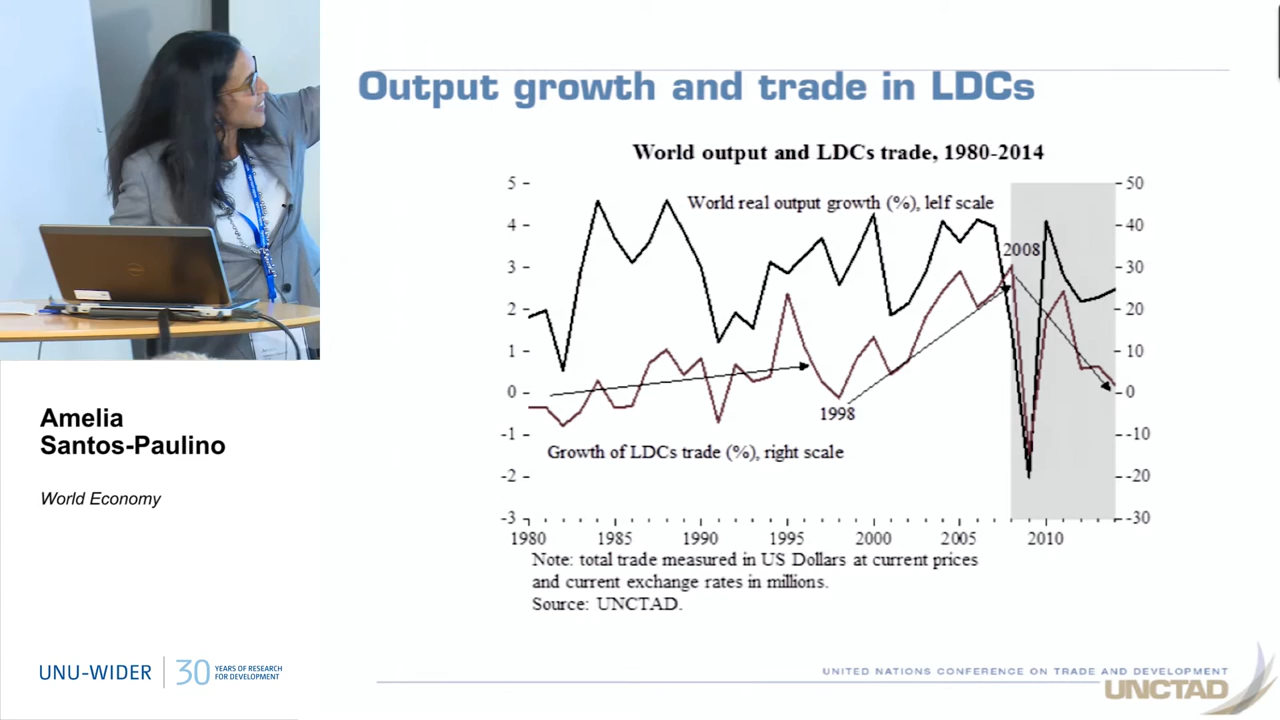 Output growth and trade in LDCs
World output and LDCs trade, 1980-2014
World real output growth (%), lelf scale
2008
1998
Growth of LDCs trade (%), right scale
5
4
3
2
1
0
-1
-2
-3
50
40
30
20
10
0
-10
-20
-30
1980 1985 1990 1995 2000 2005 2010
Note: total trade measured in US Dollars at current prices
and current exchange rates in millions.
Source: UNCTAD.
Amelia
Santos-Paulino
World Economy
UNU-WIDER
30 YEARS OF RESEARCH
FOR DEVELOPMENT
UNITED NATIONS CONFERENCE ON TRADE AND DEVELOPMENT
UNCTAD